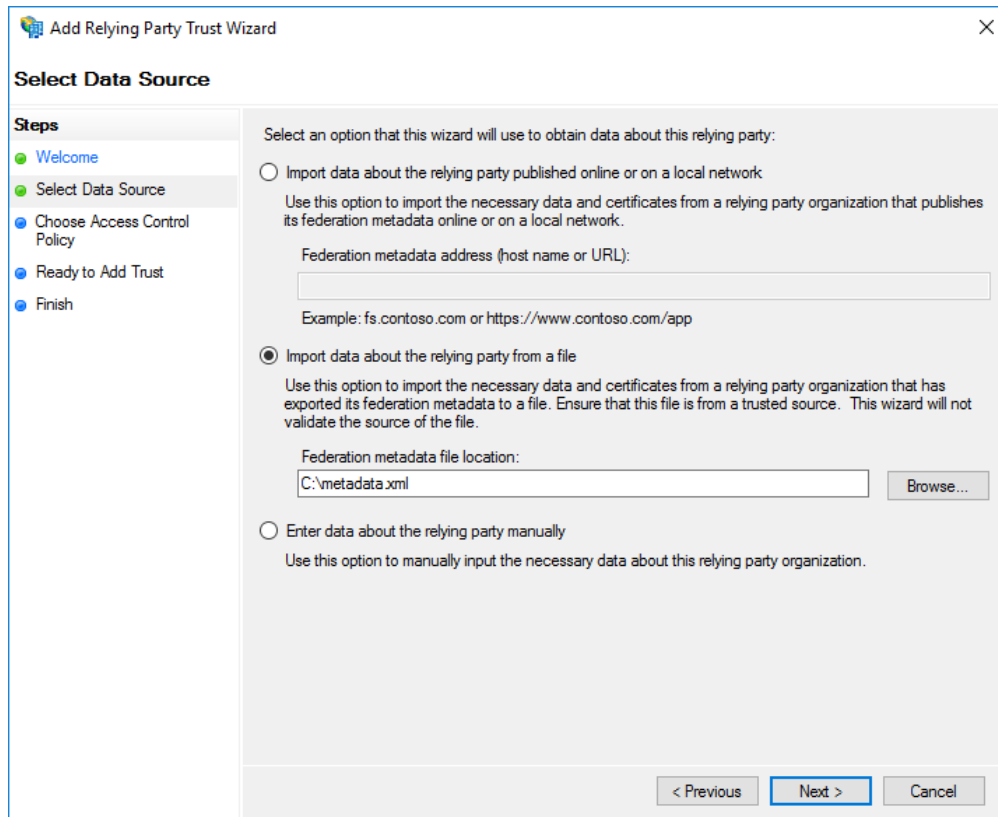 Add Relying Party Trust Wizard
Select Data Source
Steps
Welcome
Select Data Source
Choose Access Control
Policy
Ready to Add Trust
Finish
Select an option that this wizard will use to obtain data about this relying party:
Import data about the relying party published online or on a local network
Use this option to import the necessary data and certificates from a relying party organization that publishes
its federation metadata online or on a local network.
Federation metadata address (host name or URL):
Example: fs.contoso.com or https://www.contoso.com/app
Import data about the relying party from a file
Use this option to import the necessary data and certificates from a relying party organization that has
exported its federation metadata to a file. Ensure that this file is from a trusted source.  This wizard will not
validate the source of the file.
Federation metadata file location:
C:\metadata.xml
Browse...
Enter data about the relying party manually
Use this option to manually input the necessary data about this relying party organization.
< Previous
Next >
Cancel